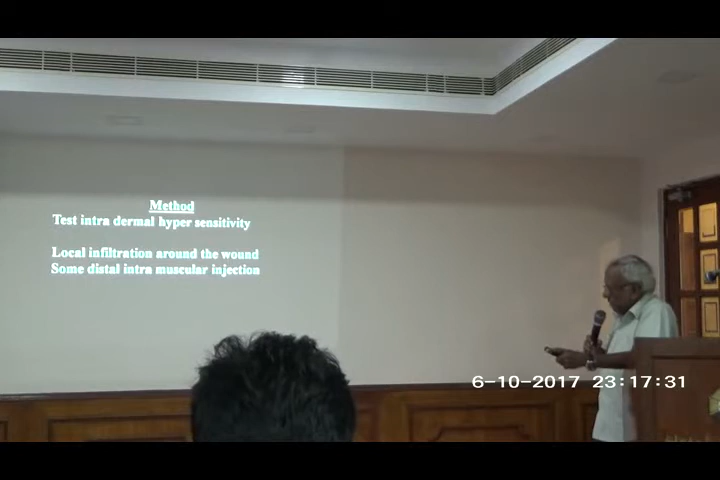 Method
Test intra dermal hyper sensitivity
Local infiltration around the wound
Some distal intra muscular injection
6-10-2017 23:17:31